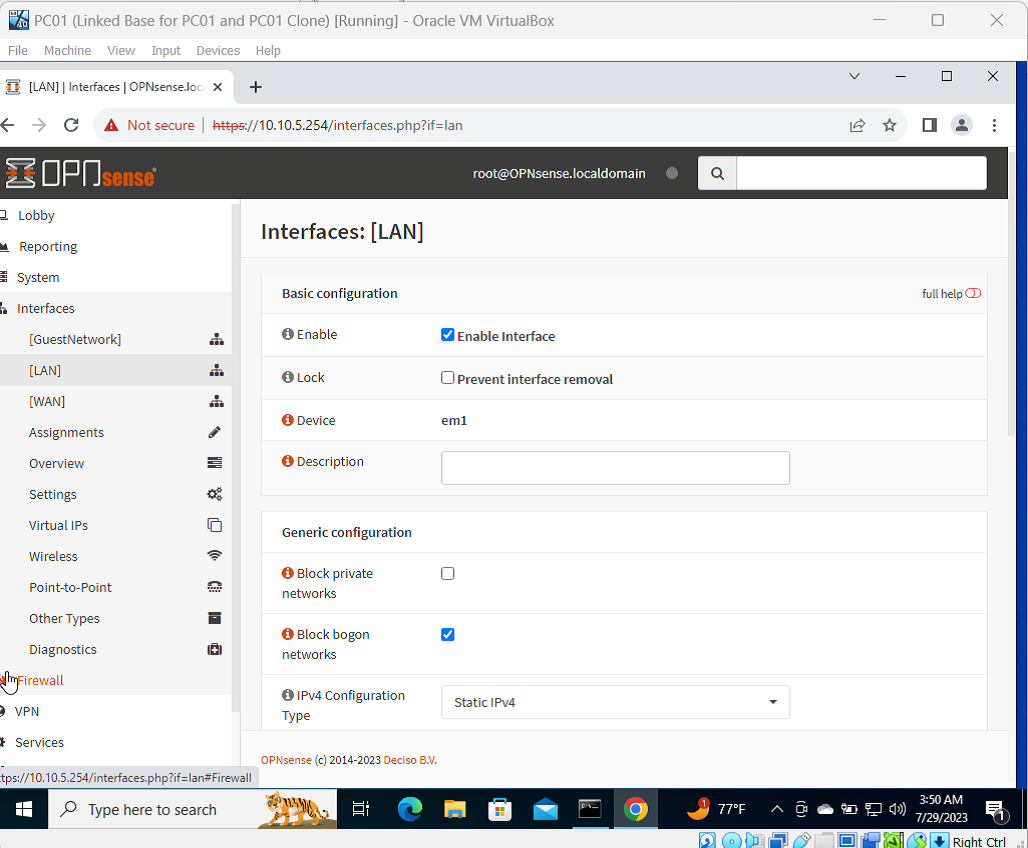 PC01 (Linked Base for PC01 and PC01 Clone) [Running] - Oracle VM VirtualBox
File Machine View Input Devices Help
[LAN] | Interfaces | OPNsense.loc
Not secure https://10.10.5.254/interfaces.php?if=lan
OPNsense root@OPNsense.localdomain
Lobby
Reporting
System
Interfaces
[GuestNetwork]
[LAN]
[WAN]
Assignments
Overview
Settings
Virtual IPs
Wireless
Point-to-Point
Other Types
Diagnostics
Firewall
VPN
Services
Interfaces: [LAN]
Basic configuration full help
Enable Enable Interface
Lock Prevent interface removal
Device em1
Description
Generic configuration
Block private
networks
Block bogon
networks
IPv4 Configuration
Type
Static IPv4
OPNsense (c) 2014-2023 Deciso B.V.
ttps://10.10.5.254/interfaces.php?if=lan#Firewall
Type here to search
1
77°F
3:50 AM
7/29/2023
1
Right Ctrl